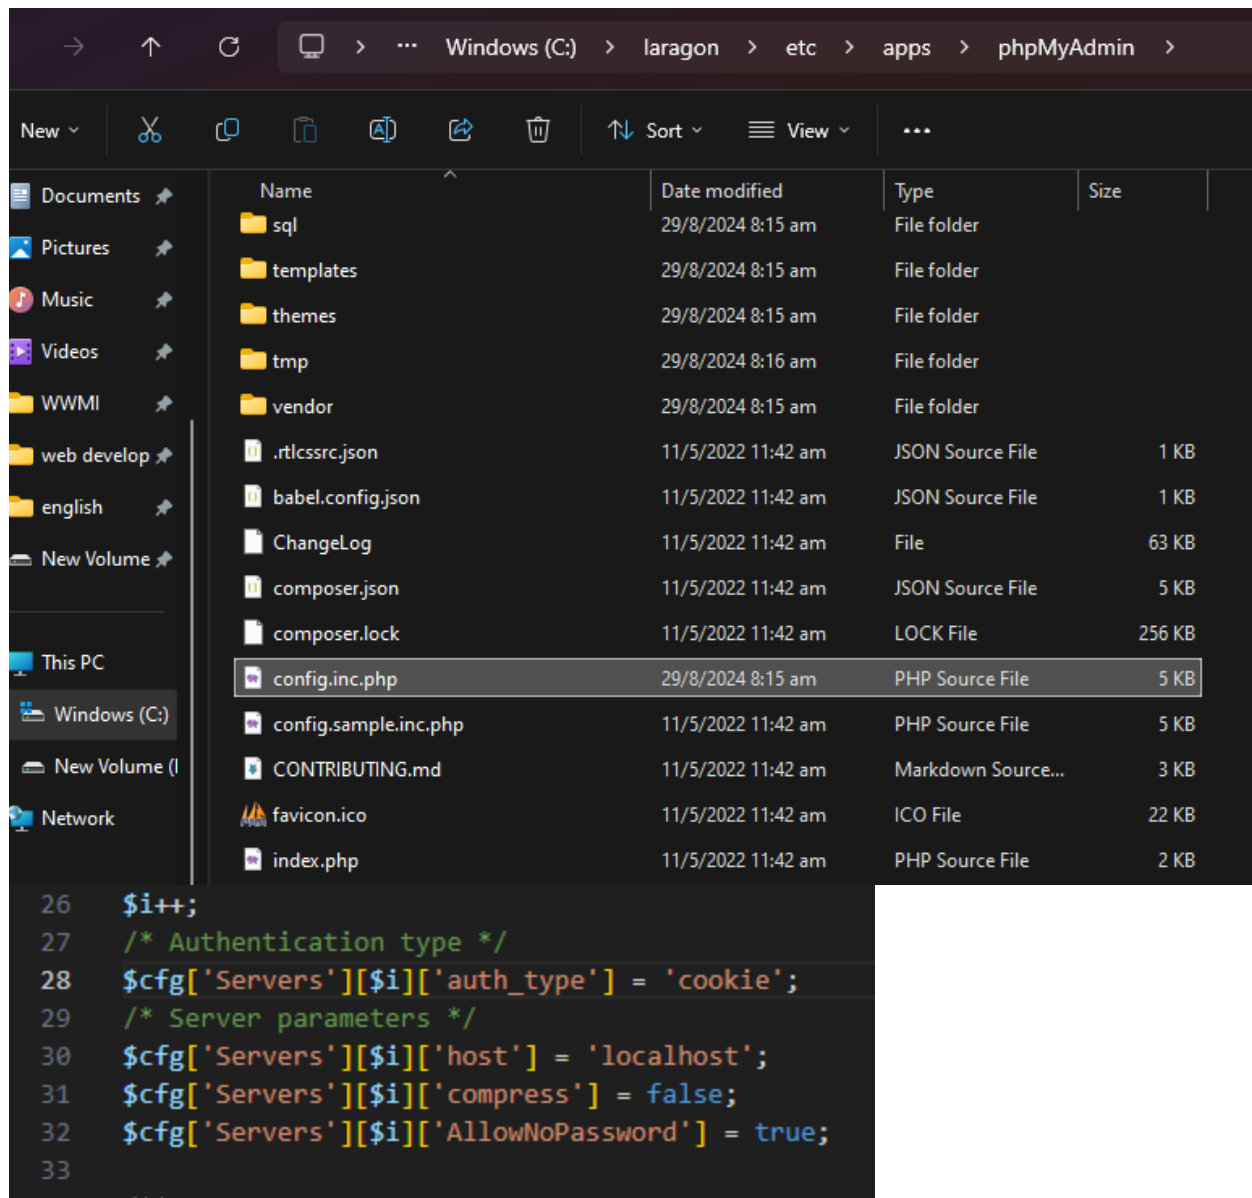 Windows (C:) > laragon > etc > apps > phpMyAdmin >
New Sort View
Name Date modified Type Size
Documents
Pictures
Music
Videos
WWMI
web develop
english
New Volume
This PC
Windows (C:)
New Volume (
Network
sql 29/8/2024 8:15 am File folder
templates 29/8/2024 8:15 am File folder
themes 29/8/2024 8:15 am File folder
tmp 29/8/2024 8:16 am File folder
vendor 29/8/2024 8:15 am File folder
.rtlcssrc.json 11/5/2022 11:42 am JSON Source File 1 KB
babel.config.json 11/5/2022 11:42 am JSON Source File 1 KB
ChangeLog 11/5/2022 11:42 am File 63 KB
composer.json 11/5/2022 11:42 am JSON Source File 5 KB
composer.lock 11/5/2022 11:42 am LOCK File 256 KB
config.inc.php 29/8/2024 8:15 am PHP Source File 5 KB
config.sample.inc.php 11/5/2022 11:42 am PHP Source File 5 KB
CONTRIBUTING.md 11/5/2022 11:42 am Markdown Source... 3 KB
favicon.ico 11/5/2022 11:42 am ICO File 22 KB
index.php 11/5/2022 11:42 am PHP Source File 2 KB
26 $i++;
27 /* Authentication type */
28 $cfg['Servers'][$i]['auth_type'] = 'cookie';
29 /* Server parameters */
30 $cfg['Servers'][$i]['host'] = 'localhost';
31 $cfg['Servers'][$i]['compress'] = false;
32 $cfg['Servers'][$i]['AllowNoPassword'] = true;
33